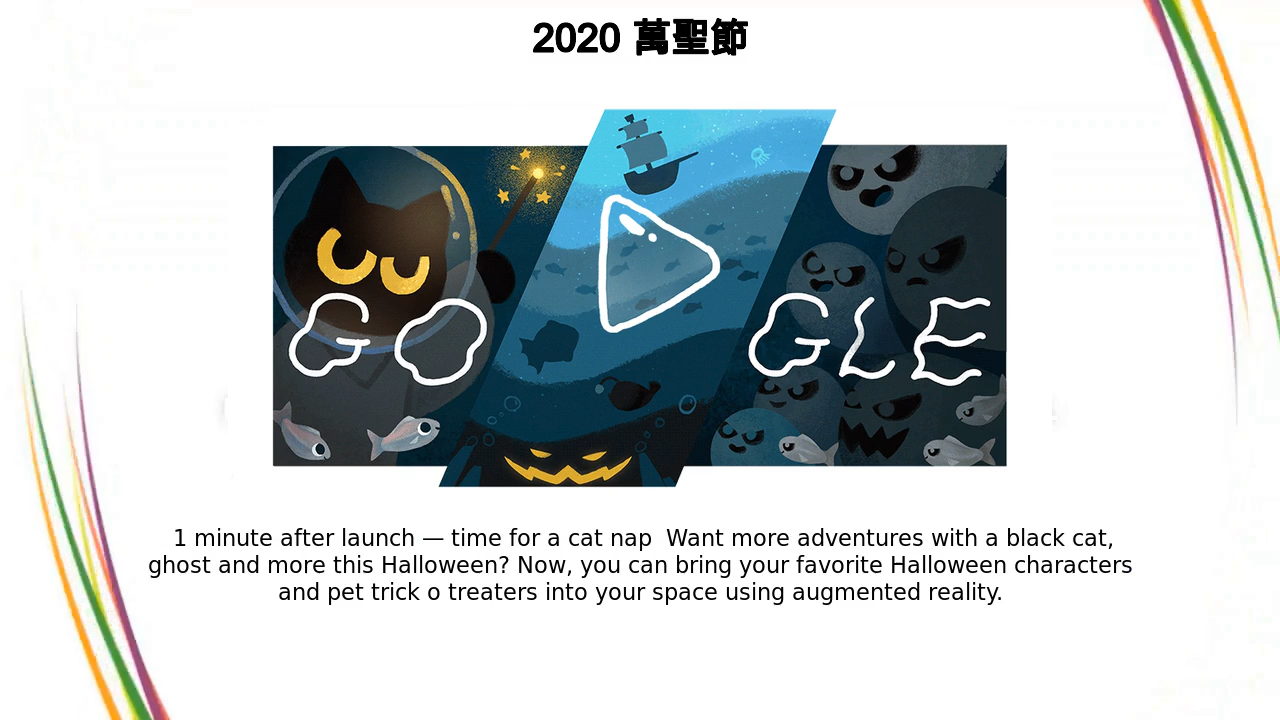 2020 萬聖節
GO GLE
1 minute after launch — time for a cat nap  Want more adventures with a black cat,
ghost and more this Halloween? Now, you can bring your favorite Halloween characters
and pet trick o treaters into your space using augmented reality.